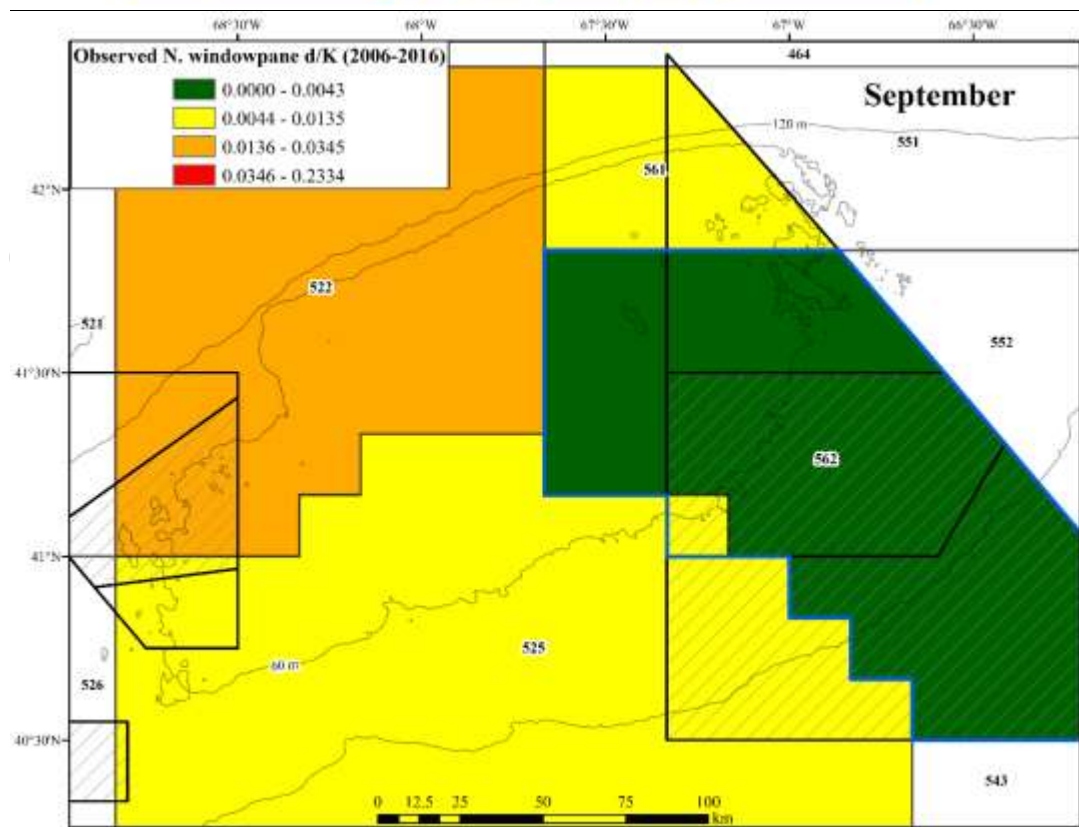 68°30'W 68°W 67°30'W 67°W 66°30'W
Observed N. windowpane d/K (2006-2016)
0.0000 - 0.0043
0.0044 - 0.0135
0.0136 - 0.0345
0.0346 - 0.2334
464
September
120 m
551
561
42°N
522
521
552
41°30'N
562
41°N
525
60 m
526
40°30'N
543
0 12.5 25 50 75 100
km